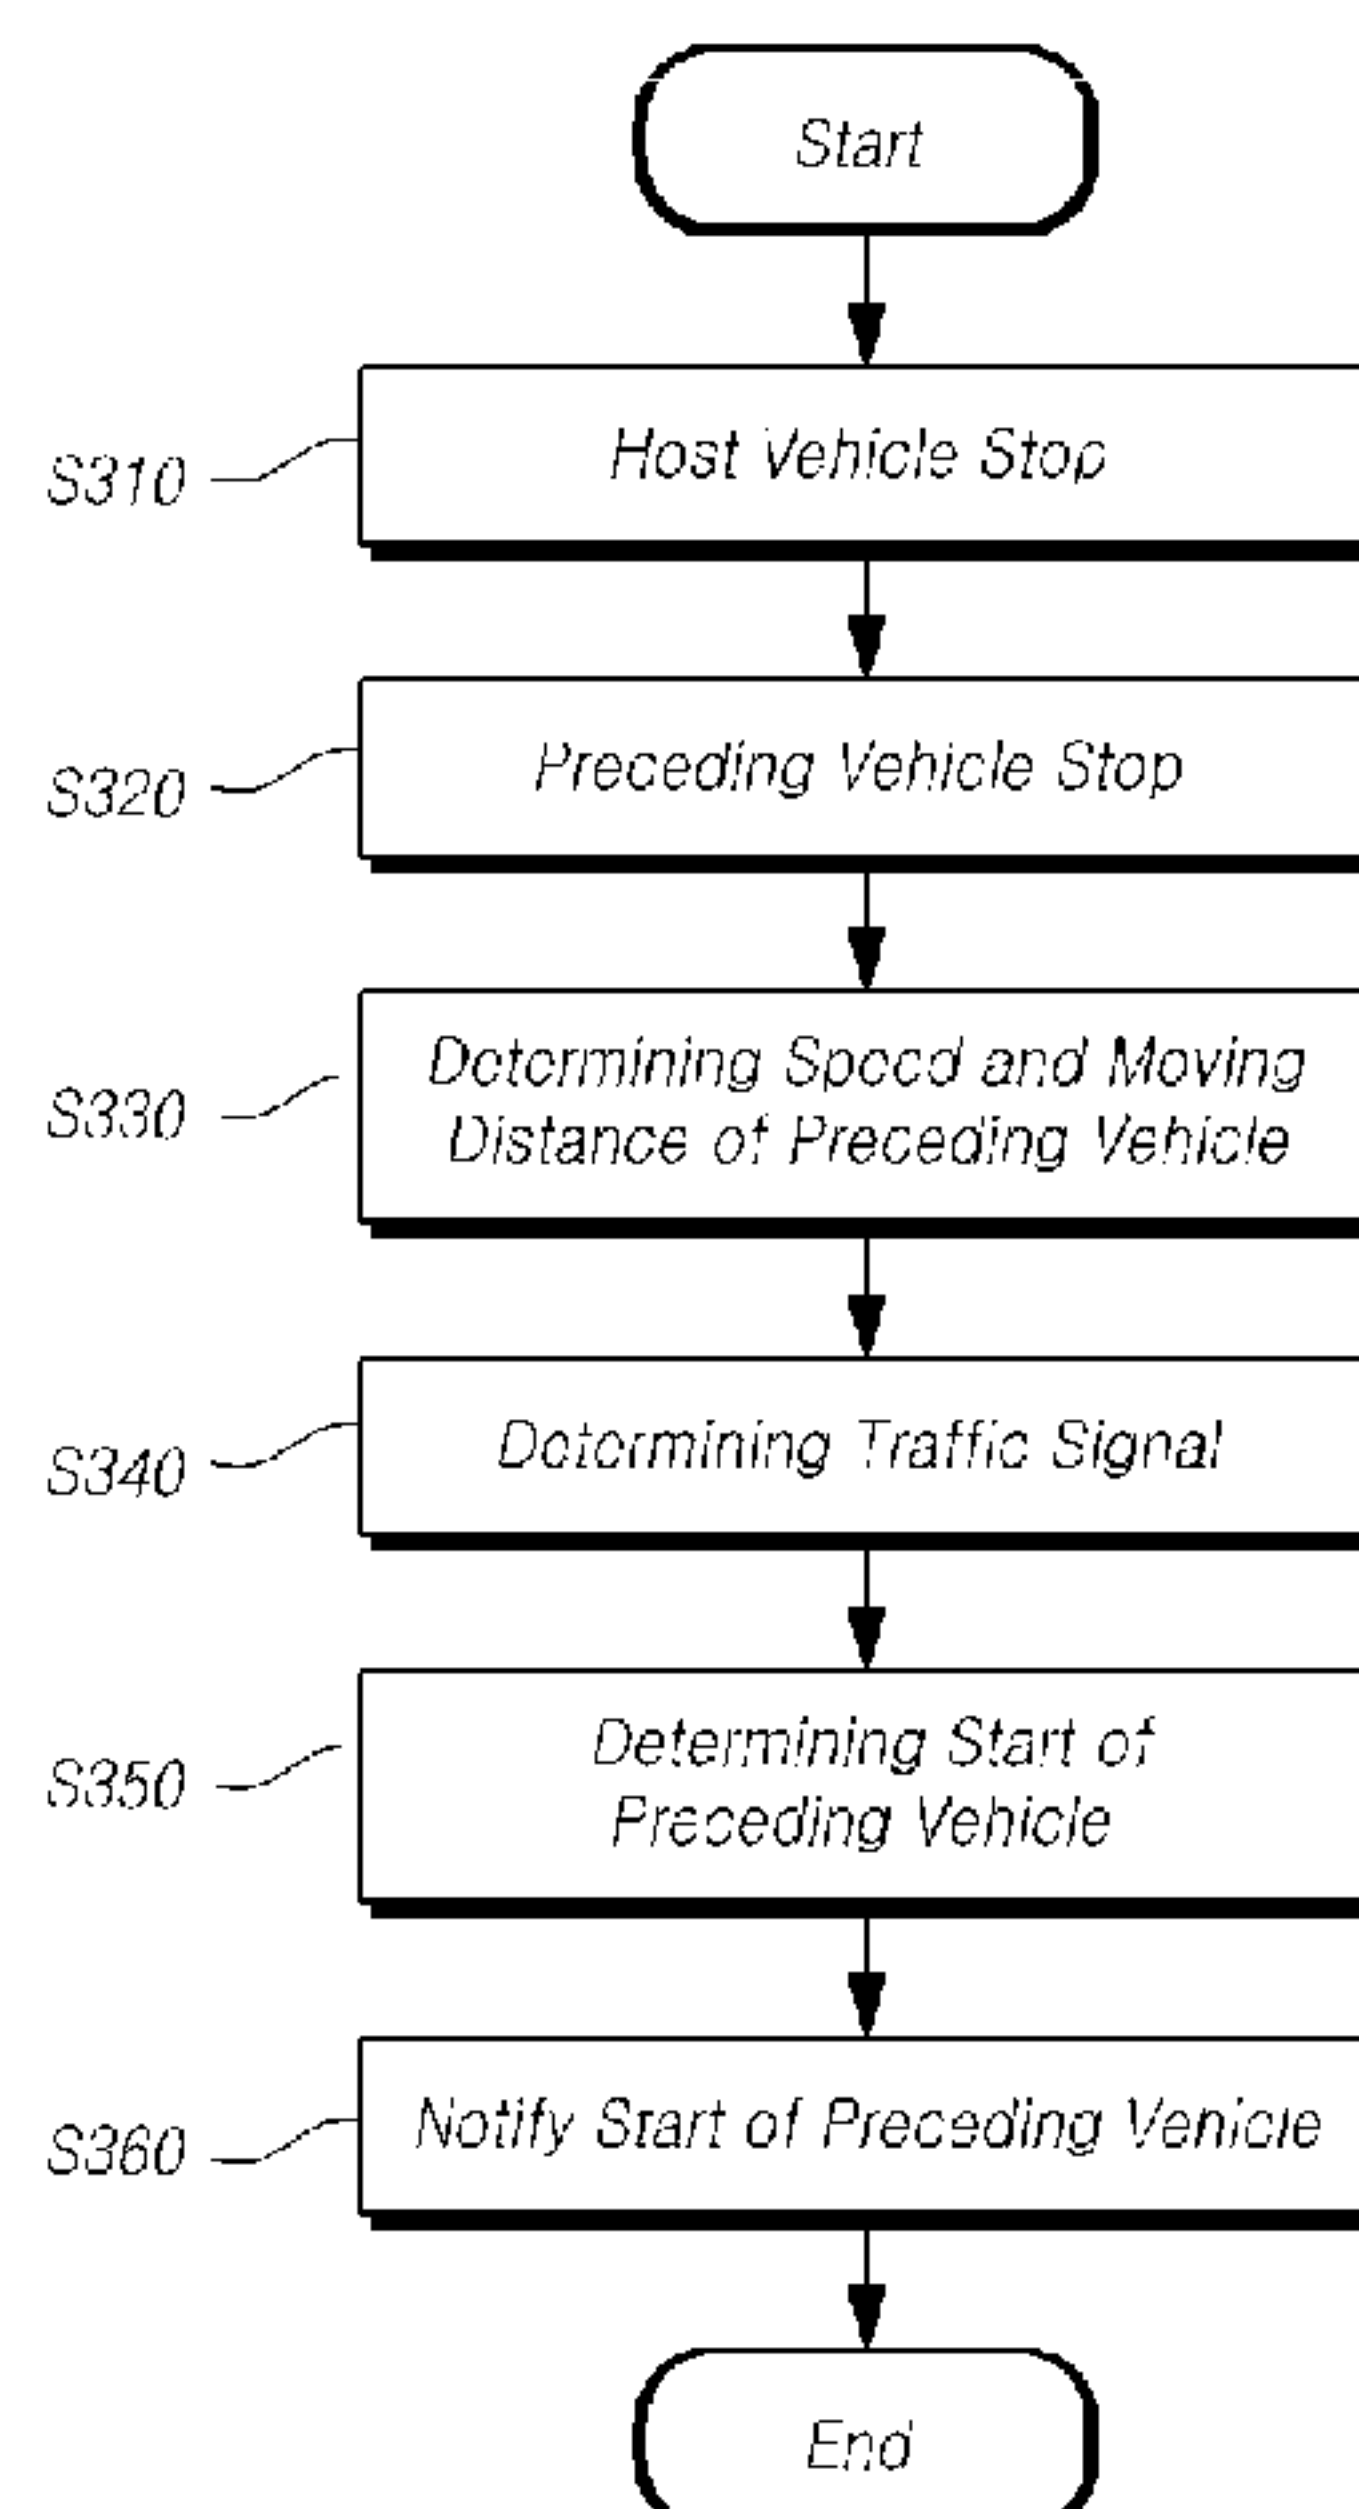 Start
S310
Host Vehicle Stop
S320
Preceding Vehicle Stop
S330
Determining Speed and Moving
Distance of Preceding Vehicle
S340
Determining Traffic Signal
S350
Determining Start of
Preceding Vehicle
S360
Notify Start of Preceding Vehicle
End